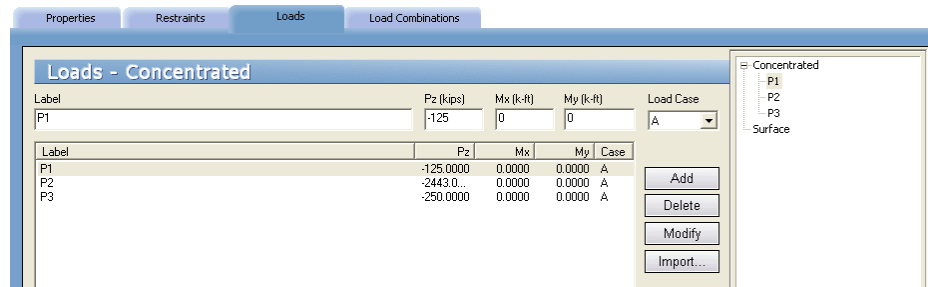 Properties Restraints Loads Load Combinations
Loads - Concentrated
Label Pz (kips) Mx (k-ft) My (k-ft) Load Case
P1 -125 0 0 A
Label Pz Mx My Case
P1 -125.0000 0.0000 0.0000 A
P2 -2443.0... 0.0000 0.0000 A
P3 -250.0000 0.0000 0.0000 A
Add
Delete
Modify
Import...
Concentrated
P1
P2
P3
Surface